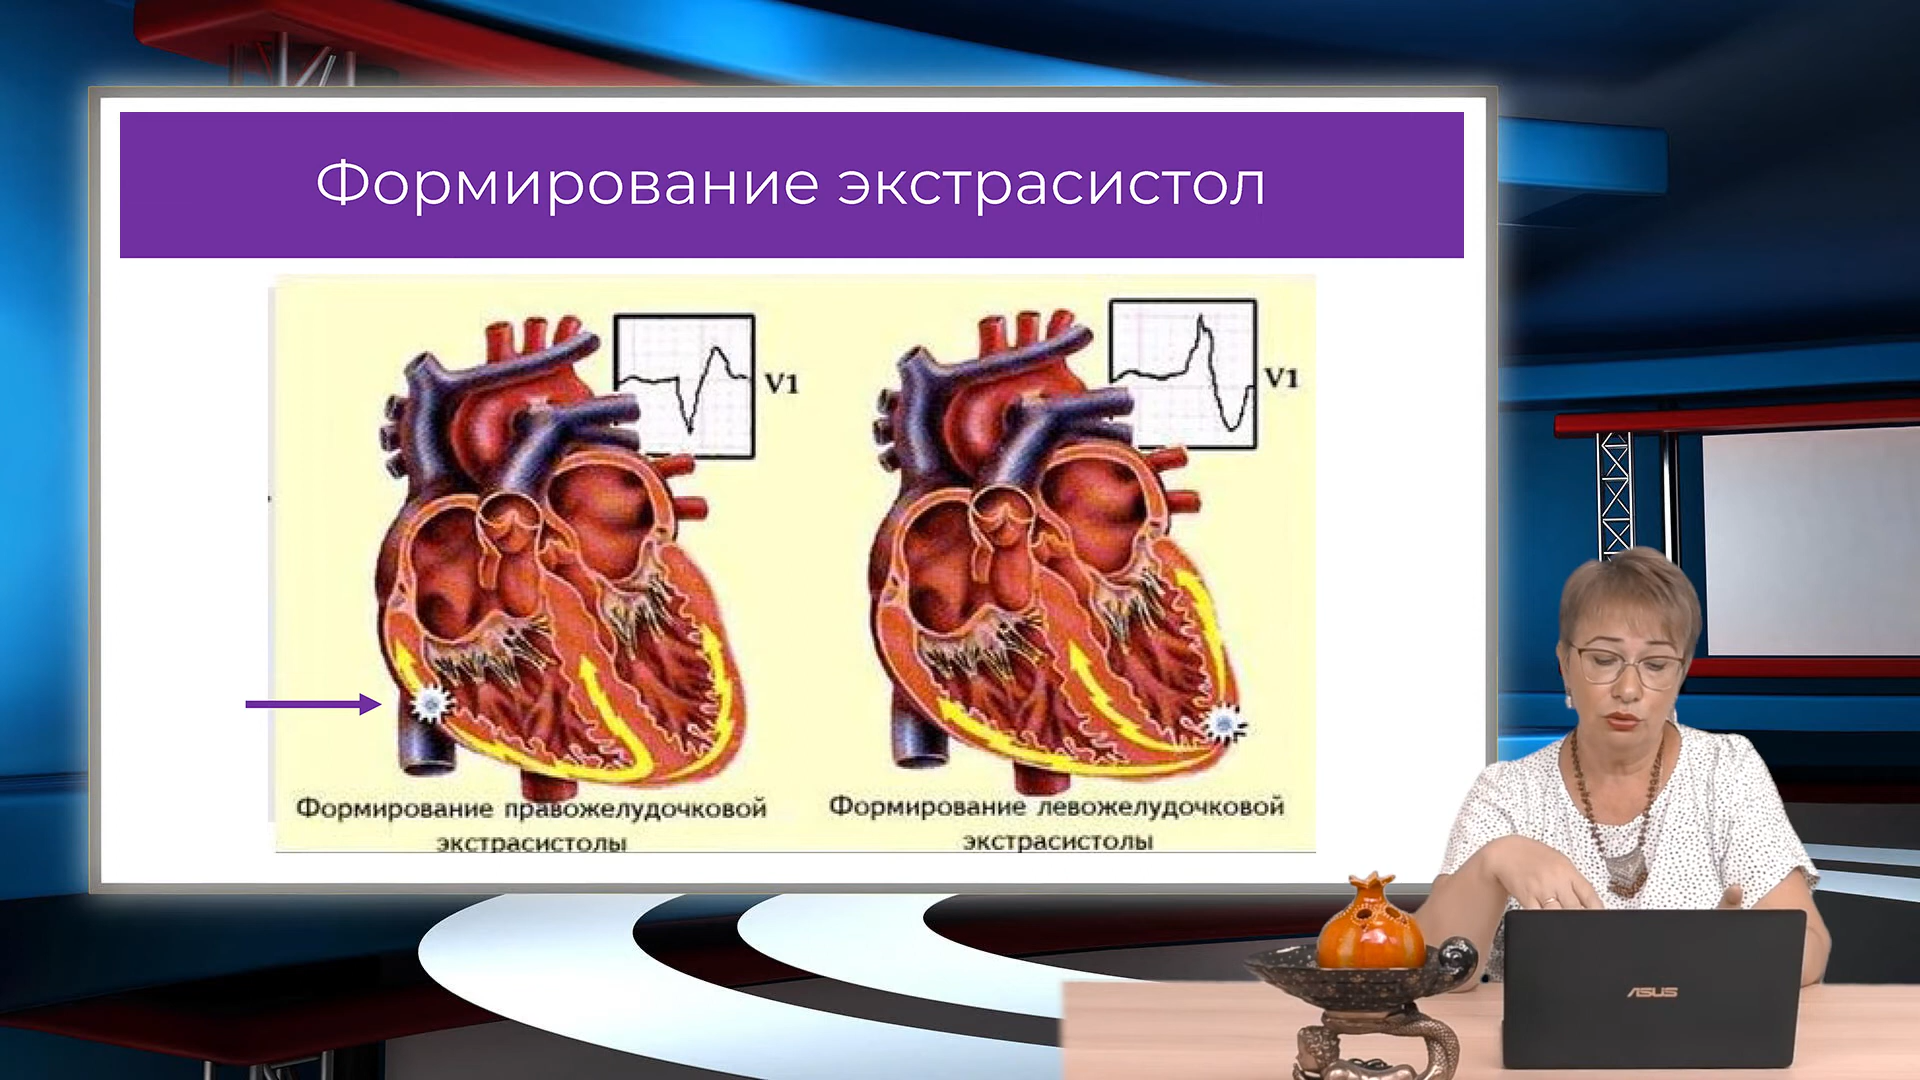 Формирование экстрасистол
V1
V1
Формирование правожелудочковой
экстрасистолы
Формирование левожелудочковой
экстрасистолы
ASUS